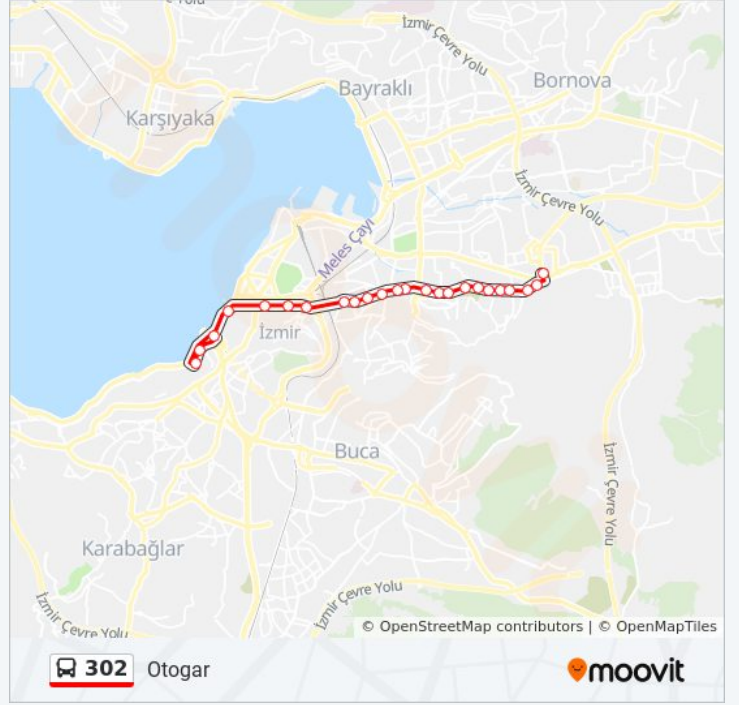 Yolu
İzmir Çevre Yolu
Bayraklı
Bornova
Karşıyaka
İzmir Çevre Yolu
Meles Çayı
İzmir
Buca
İzmir Çevre Yolu
Karabağlar
İzmir Çevre Yolu
İzmir Çevre Yolu
© OpenStreetMap contributors | © OpenMapTiles
302 Otogar
moovit